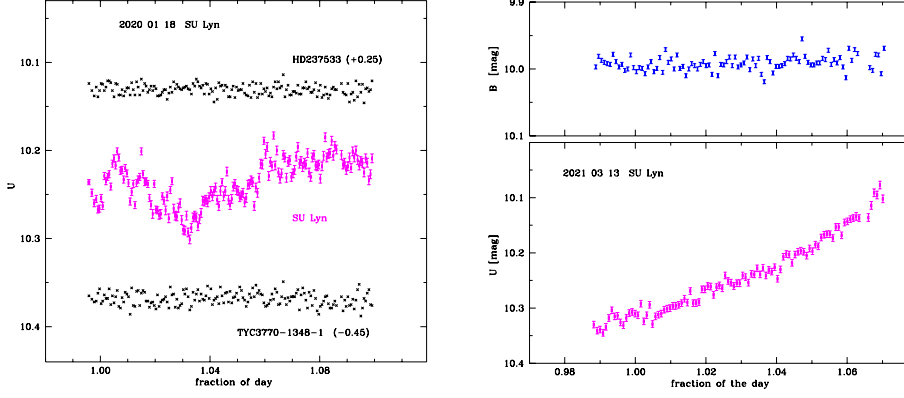 2020 01 18 SU Lyn
HD237533 (+0.25)
10.1
10.2
10.3
10.4
U
SU Lyn
TYC3770-1348-1 (-0.45)
1.00
1.04
1.08
fraction of day
9.9
10.0
10.1
B [mag]
2021 03 13 SU Lyn
10.1
10.2
10.3
10.4
U [mag]
0.98
1.00
1.02
1.04
1.06
fraction of the day